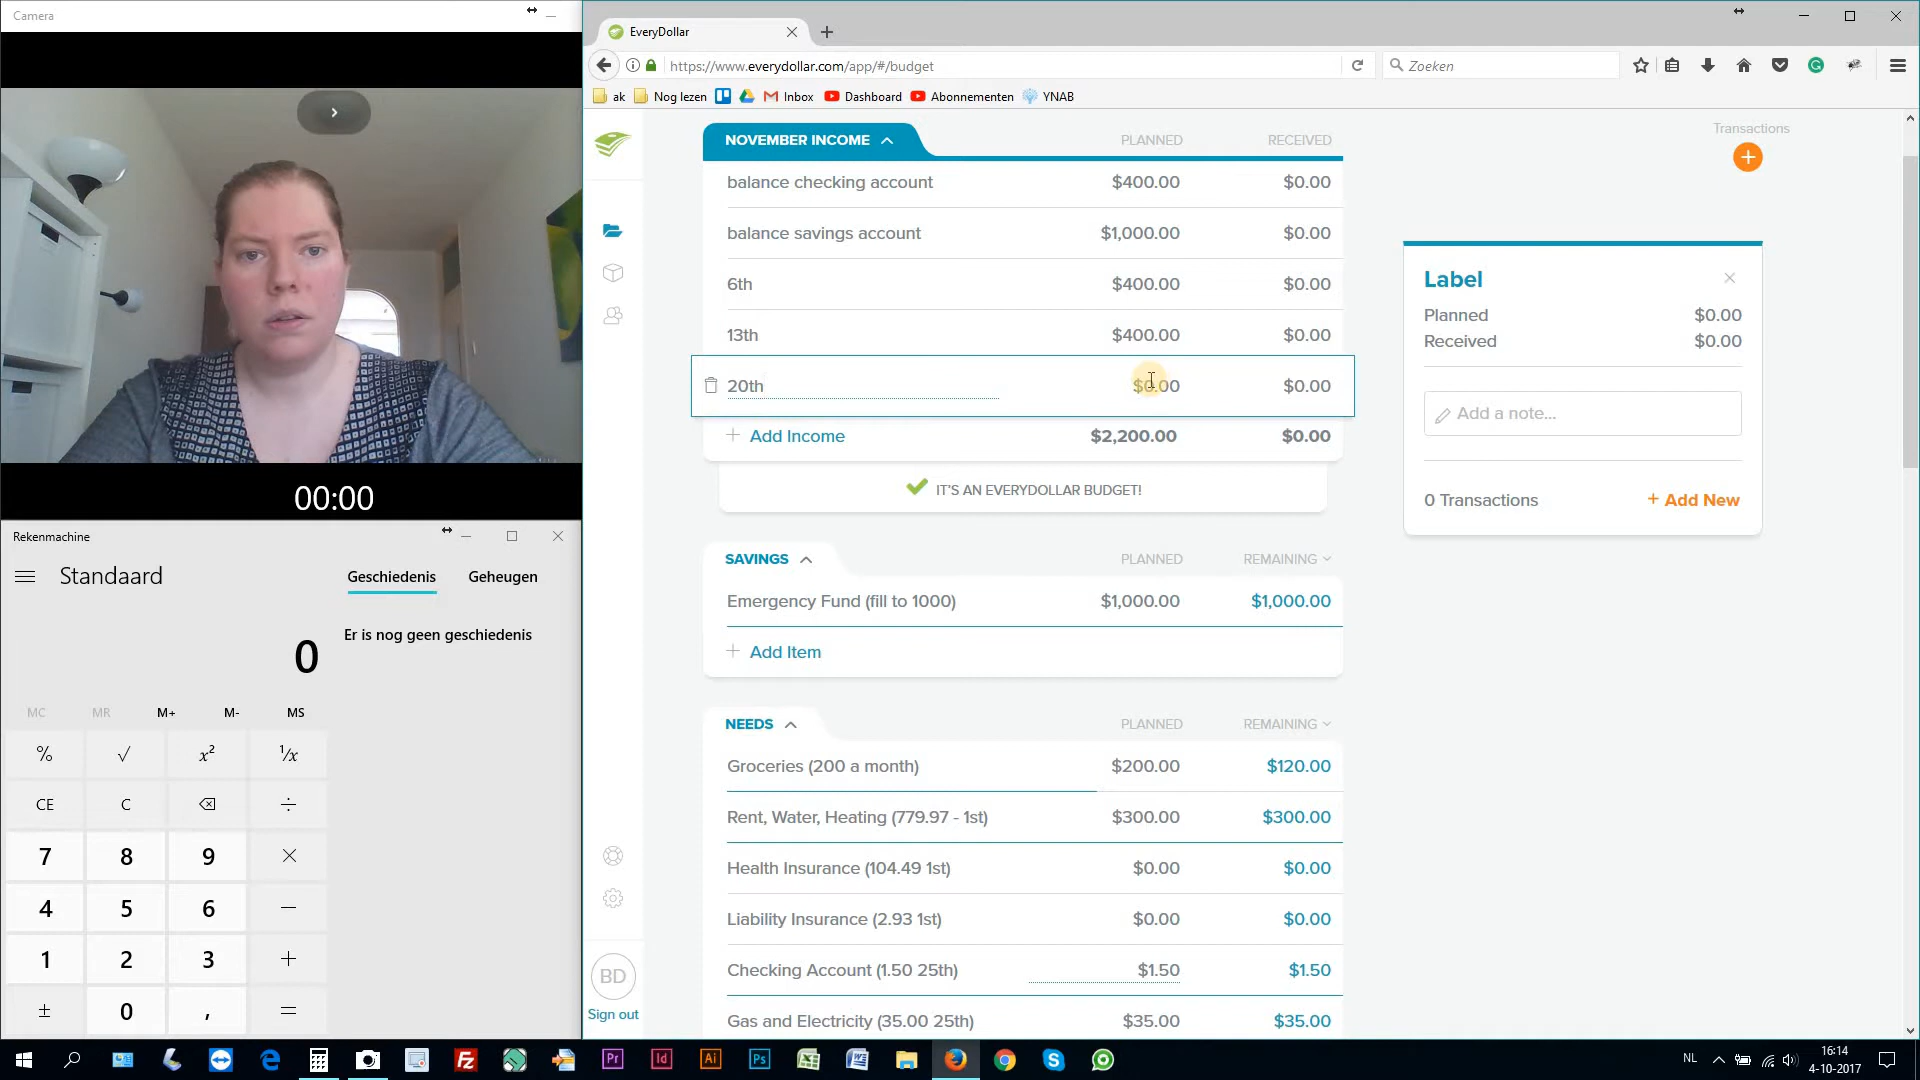 Camera
00:00
Rekenmachine
Standaard
Geschiedenis
Geheugen
Er is nog geen geschiedenis
0
MC MR M+ M- MS
% √ x² ¹/x
CE C ÷
7 8 9 ×
4 5 6 −
1 2 3 +
± 0 , =
EveryDollar
https://www.everydollar.com/app/#/budget
Zoeken
ak
Nog lezen
Inbox
Dashboard
Abonnementen
YNAB
NOVEMBER INCOME PLANNED RECEIVED
balance checking account $400.00 $0.00
balance savings account $1,000.00 $0.00
6th $400.00 $0.00
13th $400.00 $0.00
20th $0.00 $0.00
+ Add Income $2,200.00 $0.00
IT'S AN EVERYDOLLAR BUDGET!
SAVINGS PLANNED REMAINING
Emergency Fund (fill to 1000) $1,000.00 $1,000.00
+ Add Item
NEEDS PLANNED REMAINING
Groceries (200 a month) $200.00 $120.00
Rent, Water, Heating (779.97 - 1st) $300.00 $300.00
Health Insurance (104.49 1st) $0.00 $0.00
Liability Insurance (2.93 1st) $0.00 $0.00
Checking Account (1.50 25th) $1.50 $1.50
Gas and Electricity (35.00 25th) $35.00 $35.00
BD
Sign out
Transactions
Label
Planned $0.00
Received $0.00
Add a note...
0 Transactions + Add New
Pr Id Ai Ps
NL
16:14
4-10-2017